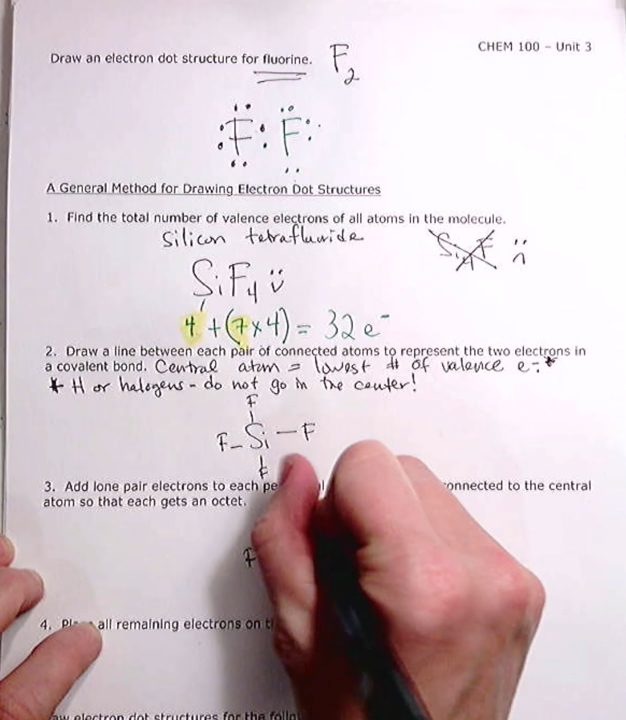 CHEM 100 – Unit 3
Draw an electron dot structure for fluorine. F2
F : F
A General Method for Drawing Electron Dot Structures
1. Find the total number of valence electrons of all atoms in the molecule.
Silicon tetrafluoride
SiF4
4 + (7x4) = 32 e-
2. Draw a line between each pair of connected atoms to represent the two electrons in
a covalent bond. Central atom = lowest # of valence e-. *
* H or halogens - do not go in the center!
F
F-Si-F
F
3. Add lone pair electrons to each connected to the central
atom so that each gets an octet.
F
4. all remaining electrons on
electron dot structures for the